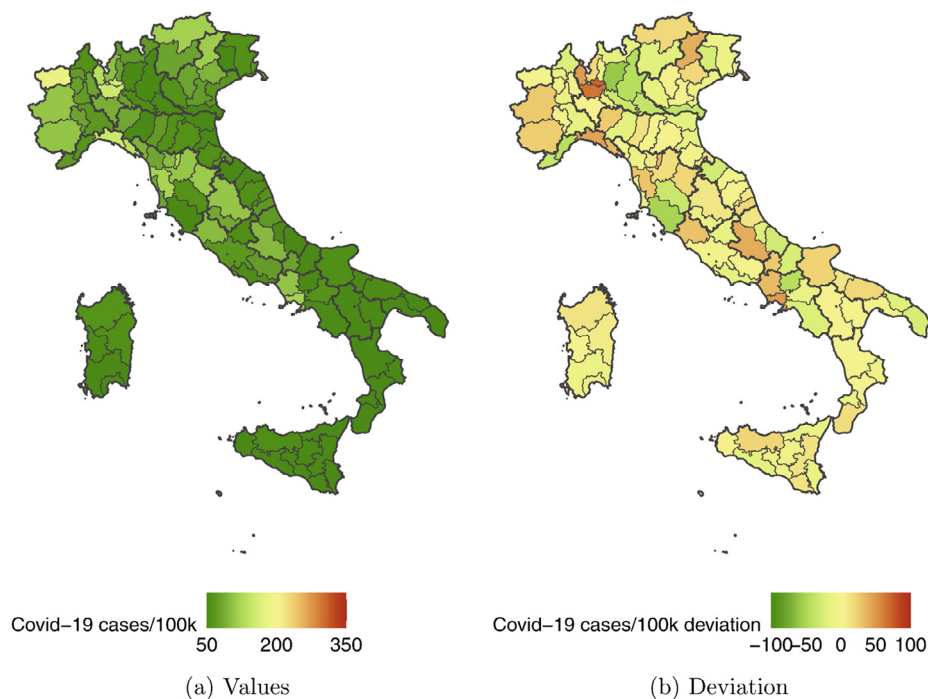 Covid−19 cases/100k
50 200 350
(a) Values
Covid−19 cases/100k deviation
−100−50 0 50 100
(b) Deviation